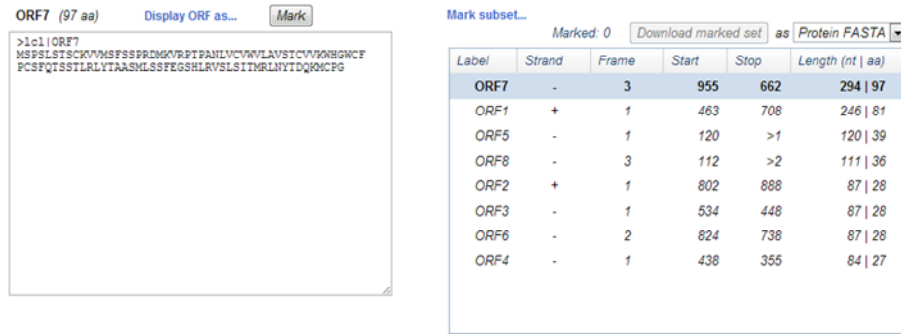 ORF7 (97 aa) Display ORF as... Mark
>lcl|ORF7
MSPSLSTSCKVVMSFSSPRDMKVRPTPANLVCVWVLAVSTCVVKWHGWCF
PCSFQTSSTLRLYTAASMLSSFEGSHLRVSLSITMRLNYTDQKMCPG
Mark subset...
Marked: 0 Download marked set as Protein FASTA
Label Strand Frame Start Stop Length (nt | aa)
ORF7 - 3 955 662 294 | 97
ORF1 + 1 463 708 246 | 81
ORF5 - 1 120 >1 120 | 39
ORF8 - 3 112 >2 111 | 36
ORF2 + 1 802 888 87 | 28
ORF3 - 1 534 448 87 | 28
ORF6 - 2 824 738 87 | 28
ORF4 - 1 438 355 84 | 27